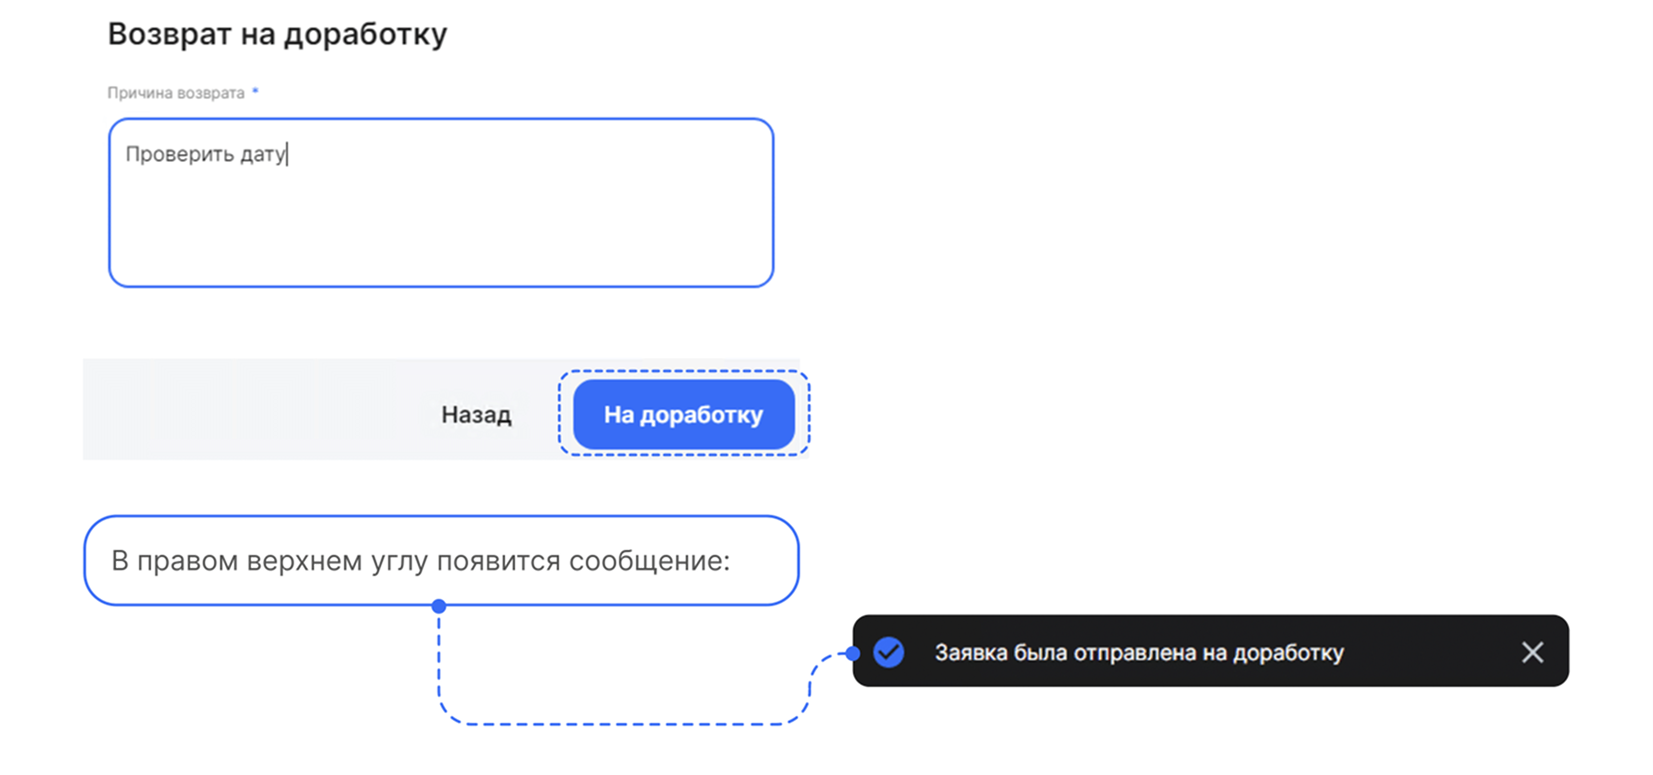 Возврат на доработку
Причина возврата *
Проверить дату
Назад
На доработку
В правом верхнем углу появится сообщение:
Заявка была отправлена на доработку